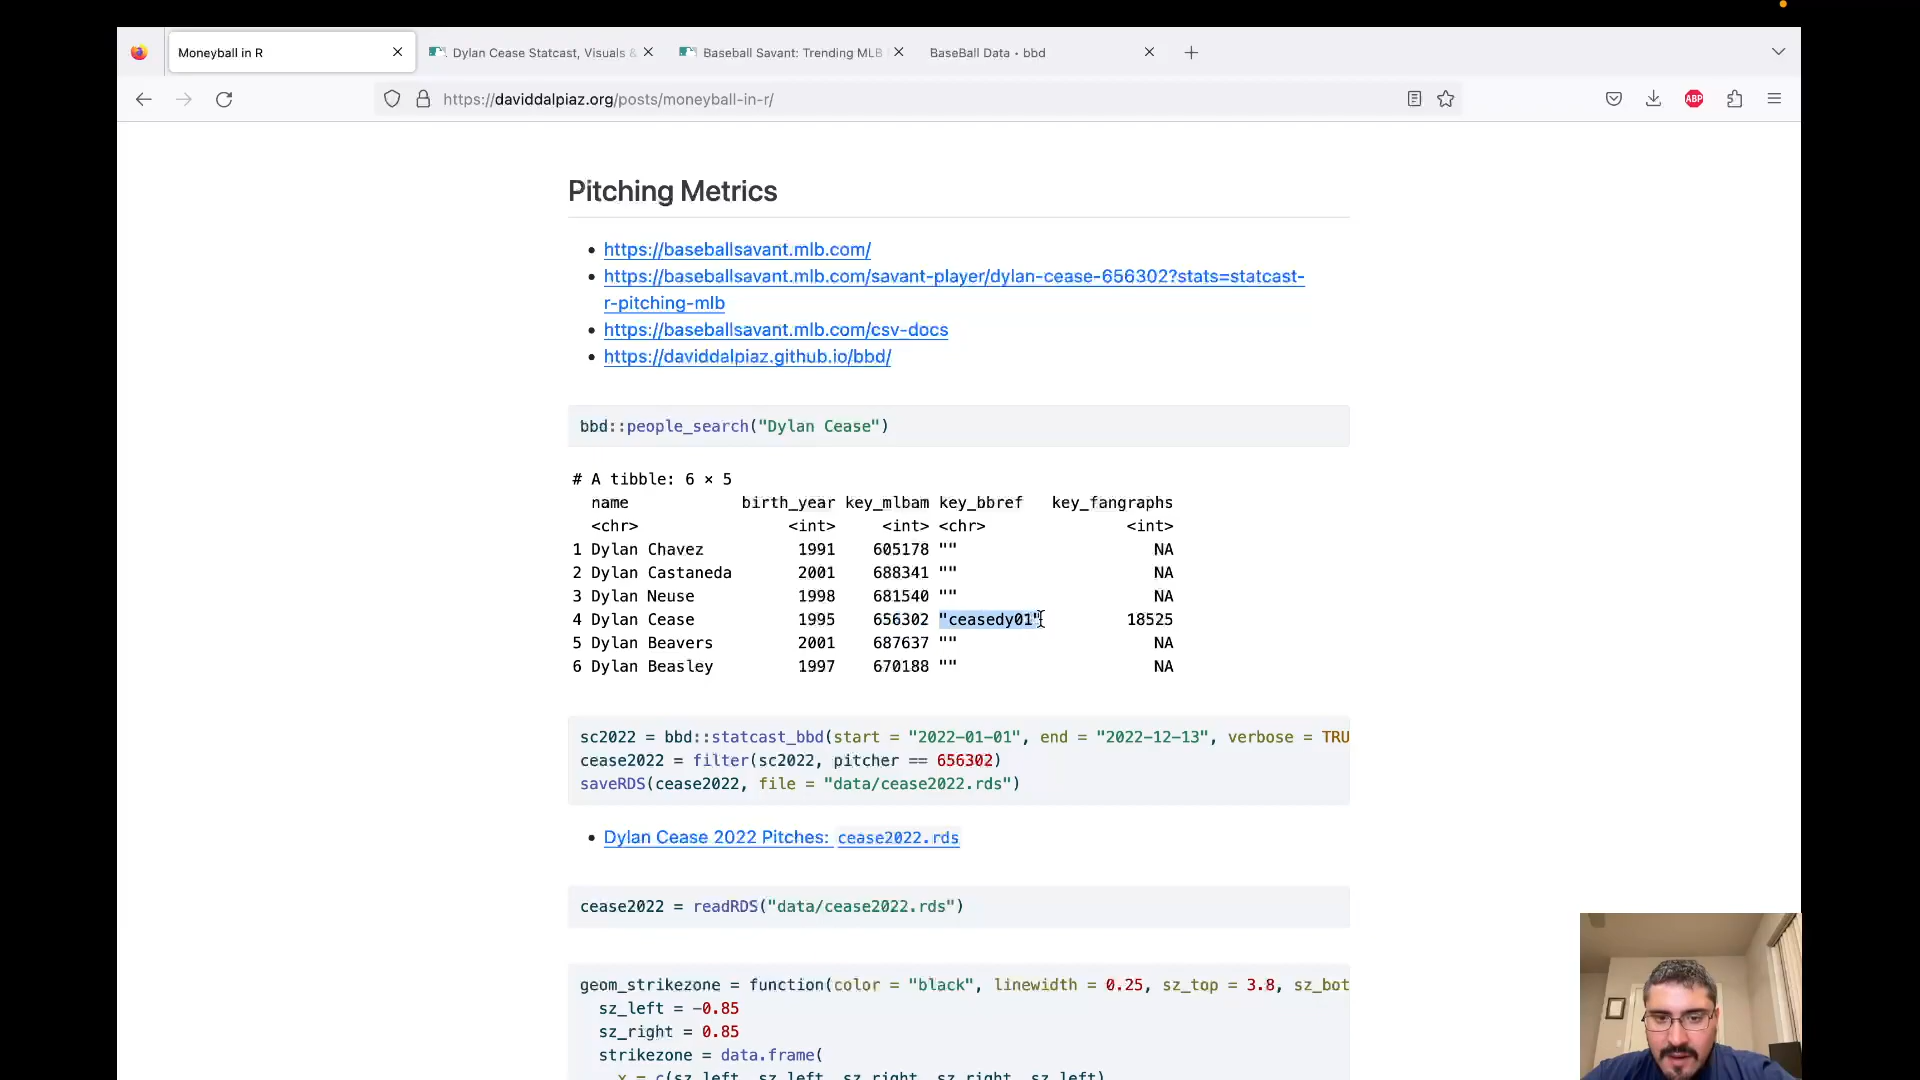 Moneyball in R
Dylan Cease Statcast, Visuals &
Baseball Savant: Trending MLB
BaseBall Data • bbd
https://daviddalpiaz.org/posts/moneyball-in-r/
ABP
Pitching Metrics
• https://baseballsavant.mlb.com/
• https://baseballsavant.mlb.com/savant-player/dylan-cease-656302?stats=statcast-
r-pitching-mlb
• https://baseballsavant.mlb.com/csv-docs
• https://daviddalpiaz.github.io/bbd/
bbd::people_search("Dylan Cease")
# A tibble: 6 × 5
name birth_year key_mlbam key_bbref key_fangraphs
<chr> <int> <int> <chr> <int>
1 Dylan Chavez 1991 605178 "" NA
2 Dylan Castaneda 2001 688341 "" NA
3 Dylan Neuse 1998 681540 "" NA
4 Dylan Cease 1995 656302 "ceasedy01" 18525
5 Dylan Beavers 2001 687637 "" NA
6 Dylan Beasley 1997 670188 "" NA
sc2022 = bbd::statcast_bbd(start = "2022-01-01", end = "2022-12-13", verbose = TRU
cease2022 = filter(sc2022, pitcher == 656302)
saveRDS(cease2022, file = "data/cease2022.rds")
• Dylan Cease 2022 Pitches: cease2022.rds
cease2022 = readRDS("data/cease2022.rds")
geom_strikezone = function(color = "black", linewidth = 0.25, sz_top = 3.8, sz_bot
sz_left = -0.85
sz_right = 0.85
strikezone = data.frame(
x = c(sz_left, sz_left, sz_right, sz_right, sz_left)